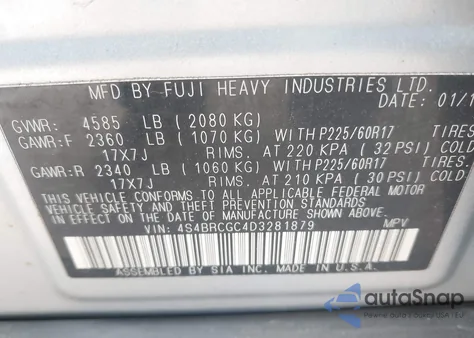 MFD BY FUJI HEAVY INDUSTRIES LTD.
DATE: 01/1
GVWR: 4585 LB (2080 KG)
GAWR:F 2360 LB (1070 KG) WITH P225/60R17 TIRES
17X7J RIMS. AT 220 KPA (32 PSI) COLD
GAWR:R 2340 LB (1060 KG) WITH P225/60R17 TIRES
17X7J RIMS. AT 210 KPA (30 PSI) COLD
THIS VEHICLE CONFORMS TO ALL APPLICABLE FEDERAL MOTOR
VEHICLE SAFETY AND THEFT PREVENTION STANDARDS
IN EFFECT ON THE DATE OF MANUFACTURE SHOWN ABOVE.
VIN: 4S4BRCGC4D3281879 MPV
ASSEMBLED BY SIA INC. MADE IN U.S.A.
autoSnap